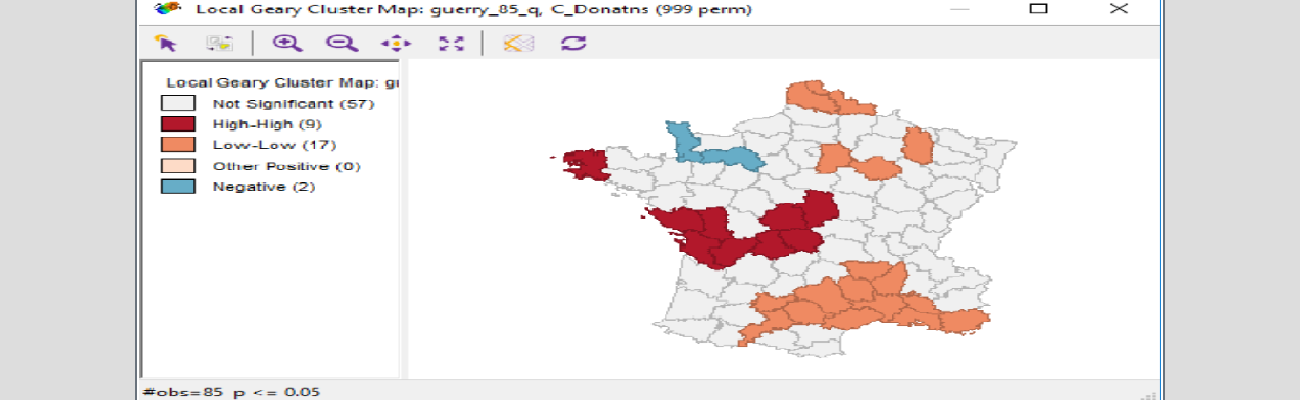 Local Geary Cluster Map: guerry_85_q, C_Donatns (999 perm)
Local Geary Cluster Map: gu
Not Significant (57)
High-High (9)
Low-Low (17)
Other Positive (0)
Negative (2)
#obs=85 p <= 0.05